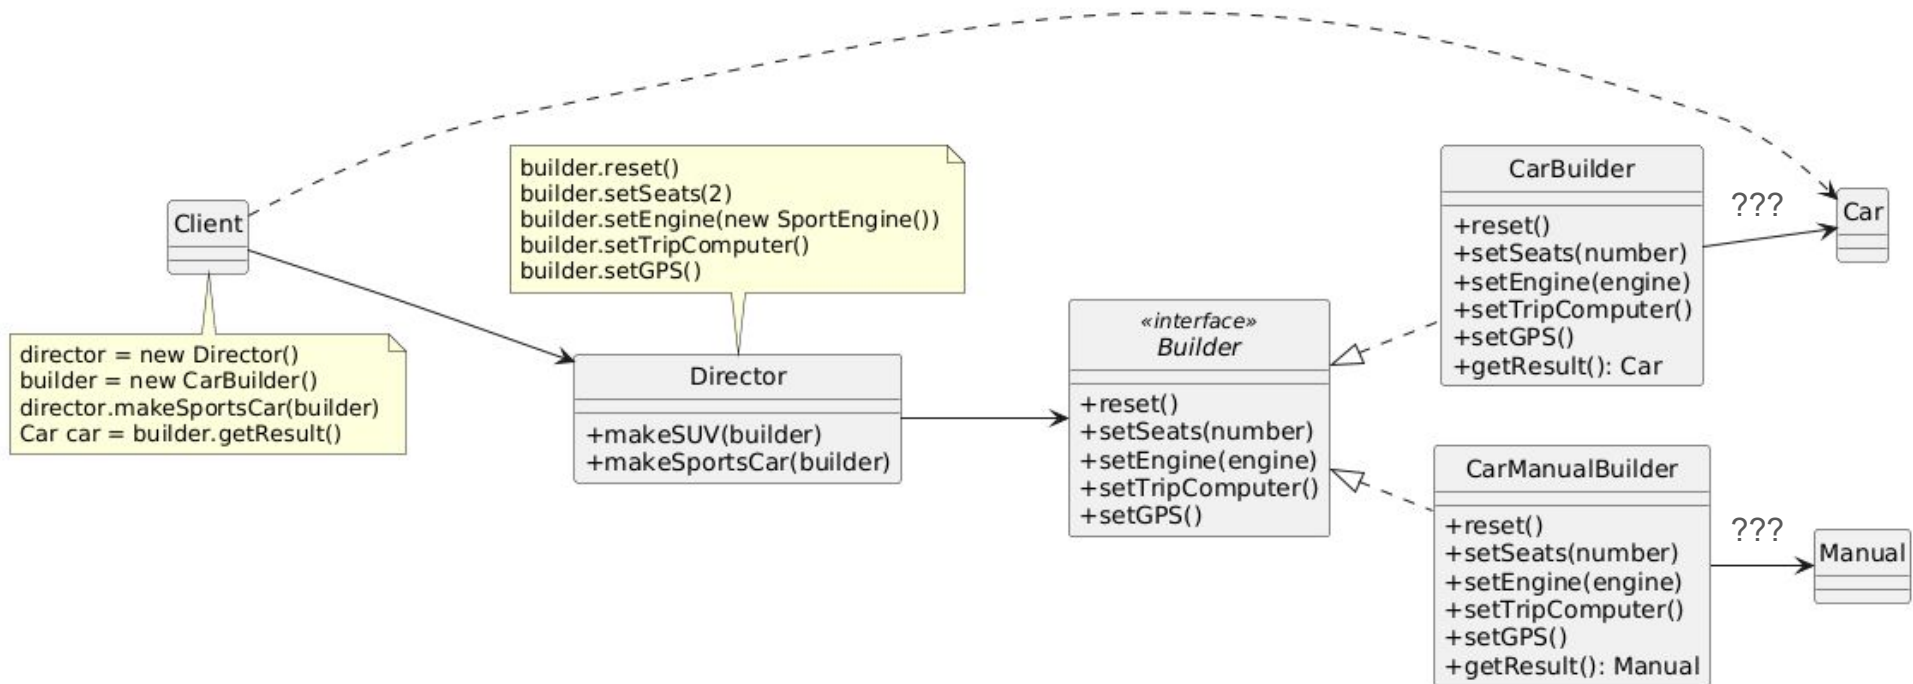 Client
director = new Director()
builder = new CarBuilder()
director.makeSportsCar(builder)
Car car = builder.getResult()
builder.reset()
builder.setSeats(2)
builder.setEngine(new SportEngine())
builder.setTripComputer()
builder.setGPS()
Director
+makeSUV(builder)
+makeSportsCar(builder)
«interface»
Builder
+reset()
+setSeats(number)
+setEngine(engine)
+setTripComputer()
+setGPS()
CarBuilder
+reset()
+setSeats(number)
+setEngine(engine)
+setTripComputer()
+setGPS()
+getResult(): Car
???
Car
CarManualBuilder
+reset()
+setSeats(number)
+setEngine(engine)
+setTripComputer()
+setGPS()
+getResult(): Manual
???
Manual